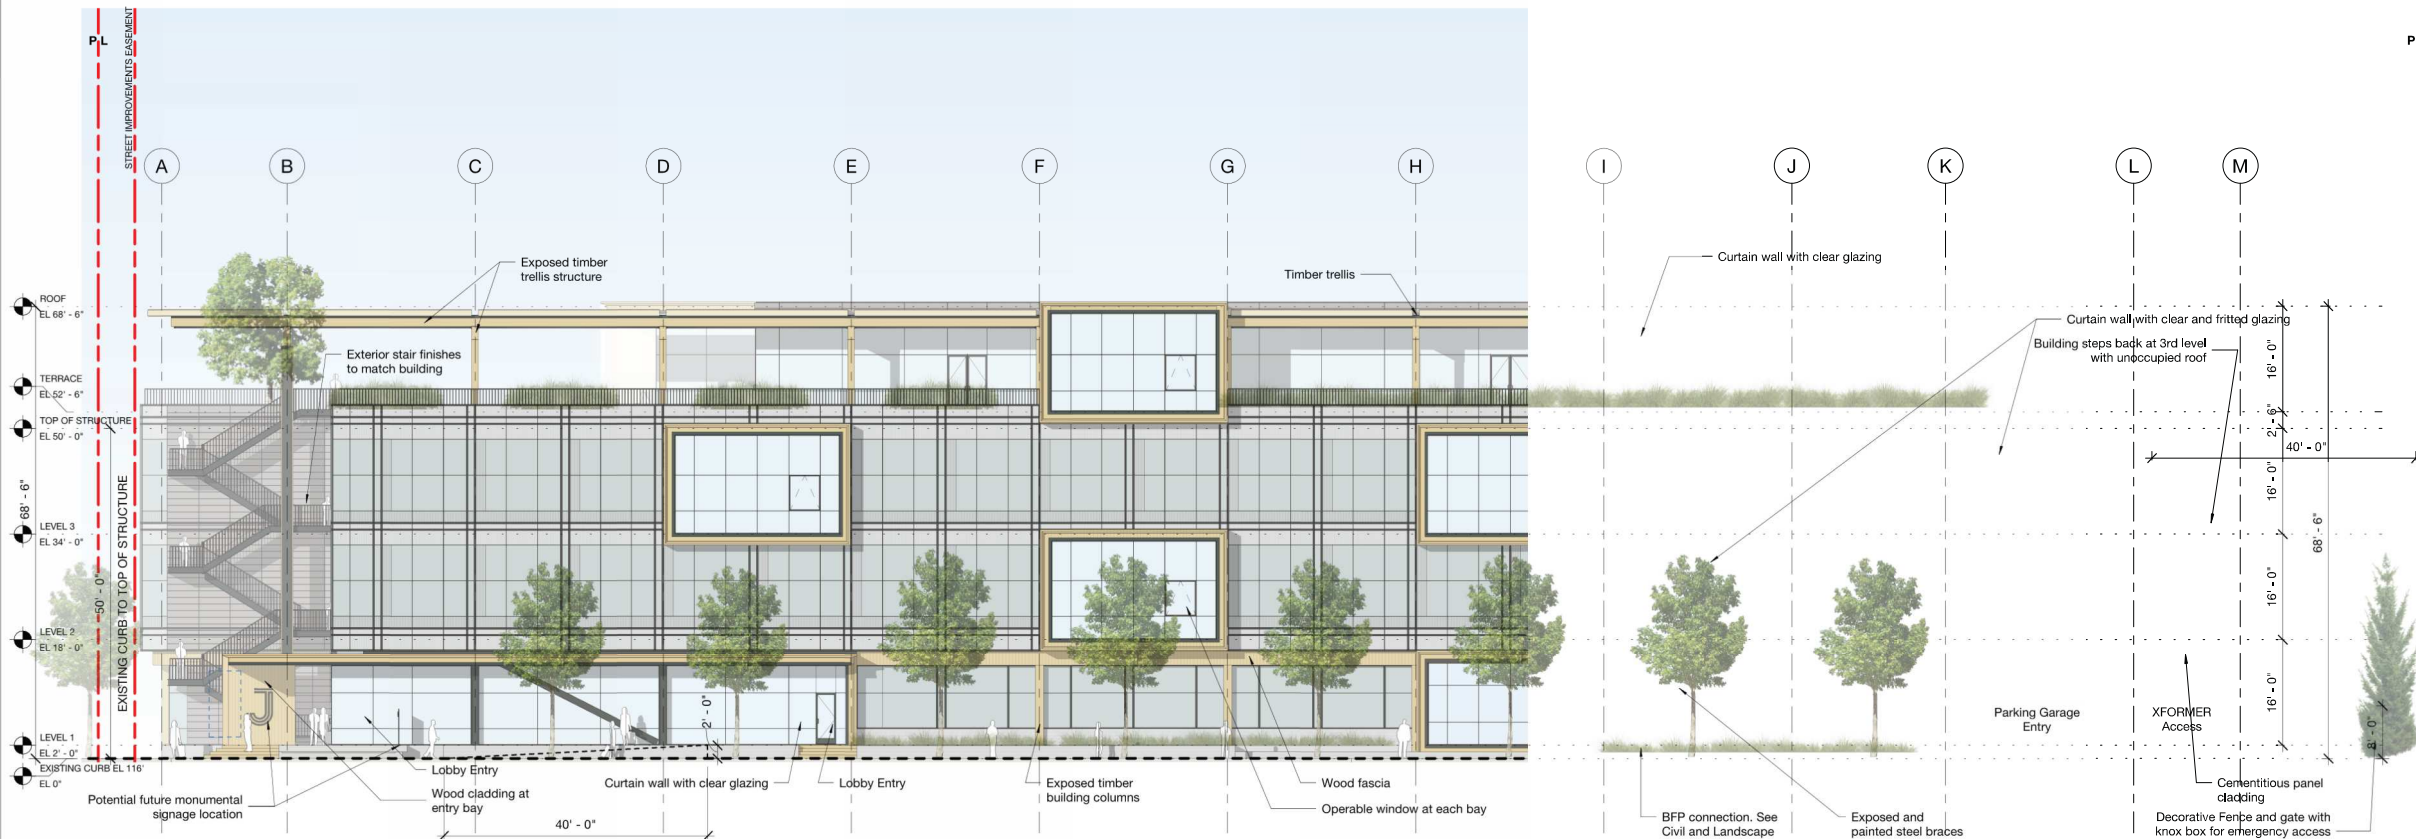 PL
STREET IMPROVEMENTS EASEMENT
P
A
B
C
D
E
F
G
H
I
J
K
L
M
Exposed timber
trellis structure
Timber trellis
Curtain wall with clear glazing
ROOF
EL 68' - 6"
Exterior stair finishes
to match building
Curtain wall with clear and fritted glazing
Building steps back at 3rd level
with unoccupied roof
TERRACE
EL 52' - 6"
TOP OF STRUCTURE
EL 50' - 0"
LEVEL 3
EL 34' - 0"
LEVEL 2
EL 18' - 0"
LEVEL 1
EL 2' - 0"
EXISTING CURB EL 116'
EL 0"
68' - 6"
50' - 0"
EXISTING CURB TO TOP OF STRUCTURE
16' - 0"
2' - 6"
40' - 0"
16' - 0"
16' - 0"
16' - 0"
68' - 6"
8' - 0"
J
2' - 0"
Parking Garage
Entry
XFORMER
Access
Potential future monumental
signage location
Lobby Entry
Wood cladding at
entry bay
40' - 0"
Curtain wall with clear glazing
Lobby Entry
Exposed timber
building columns
Wood fascia
Operable window at each bay
BFP connection. See
Civil and Landscape
Exposed and
painted steel braces
Cementitious panel
cladding
Decorative Fence and gate with
knox box for emergency access